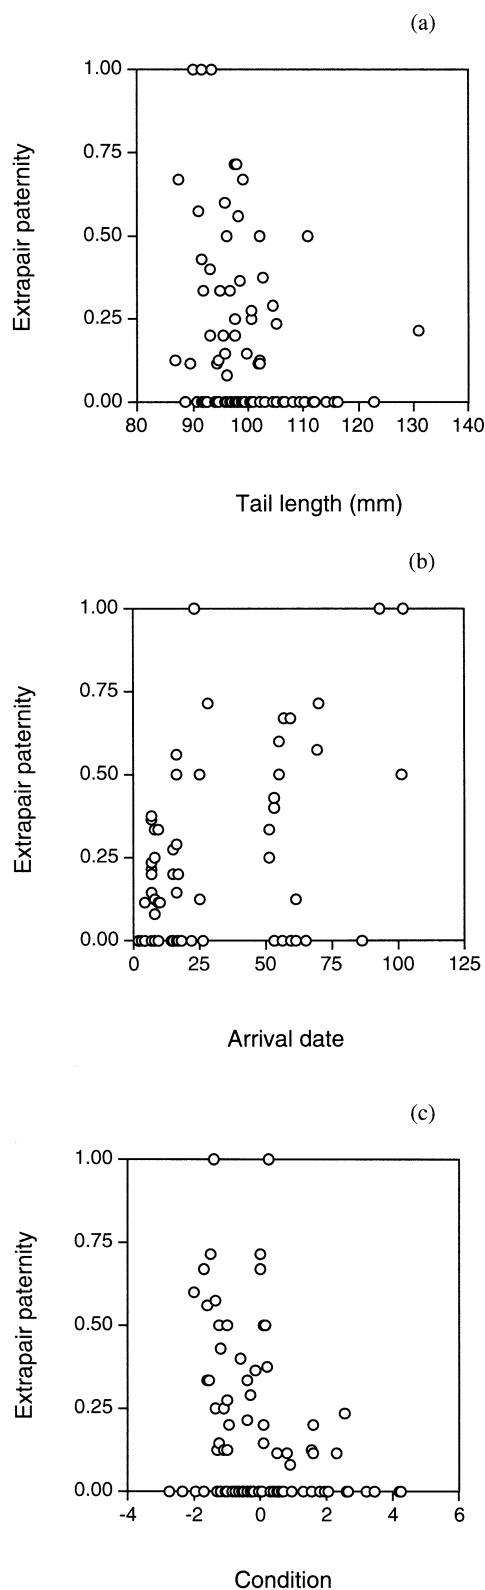 (a)
1.00
0.75
0.50
0.25
0.00
Extrapair paternity
80 90 100 110 120 130 140
Tail length (mm)
(b)
1.00
0.75
0.50
0.25
0.00
Extrapair paternity
0 25 50 75 100 125
Arrival date
(c)
1.00
0.75
0.50
0.25
0.00
Extrapair paternity
-4 -2 0 2 4 6
Condition